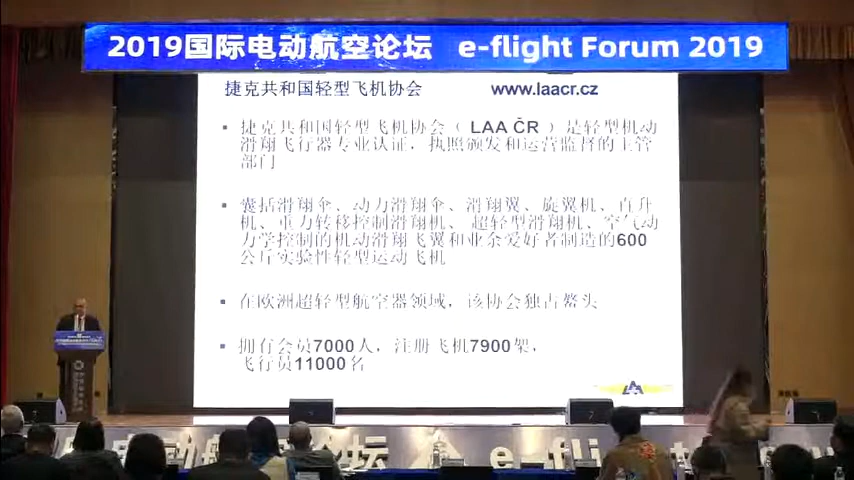 2019国际电动航空论坛 e-flight Forum 2019
捷克共和国轻型飞机协会 www.laacr.cz
▪ 捷克共和国轻型飞机协会（LAA ČR）是轻型机动
滑翔飞行器专业认证，执照颁发和运营监督的主管
部门
▪ 囊括滑翔伞、动力滑翔伞、滑翔翼、旋翼机、直升
机、重力转移控制滑翔机、超轻型滑翔机、空气动
力学控制的机动滑翔飞翼和业余爱好者制造的600
公斤实验性轻型运动飞机
▪ 在欧洲超轻型航空器领域，该协会独占鳌头
▪ 拥有会员7000人，注册飞机7900架，
飞行员11000名
论坛 e-flight